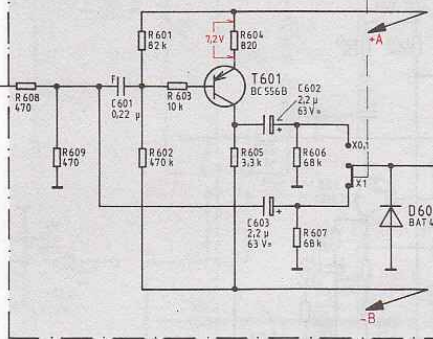 R601
82k
7,2V
R604
820
+A
T601
BC556B
F
R608
470
C601
0,22 µ
R 603
10k
C602
2,2 µ
63 V=
R609
470
R602
470 k
R605
3,3k
R606
68k
X0,1
X1
C603
2,2 µ
63 V=
R607
68k
D60
BAT 4
-B